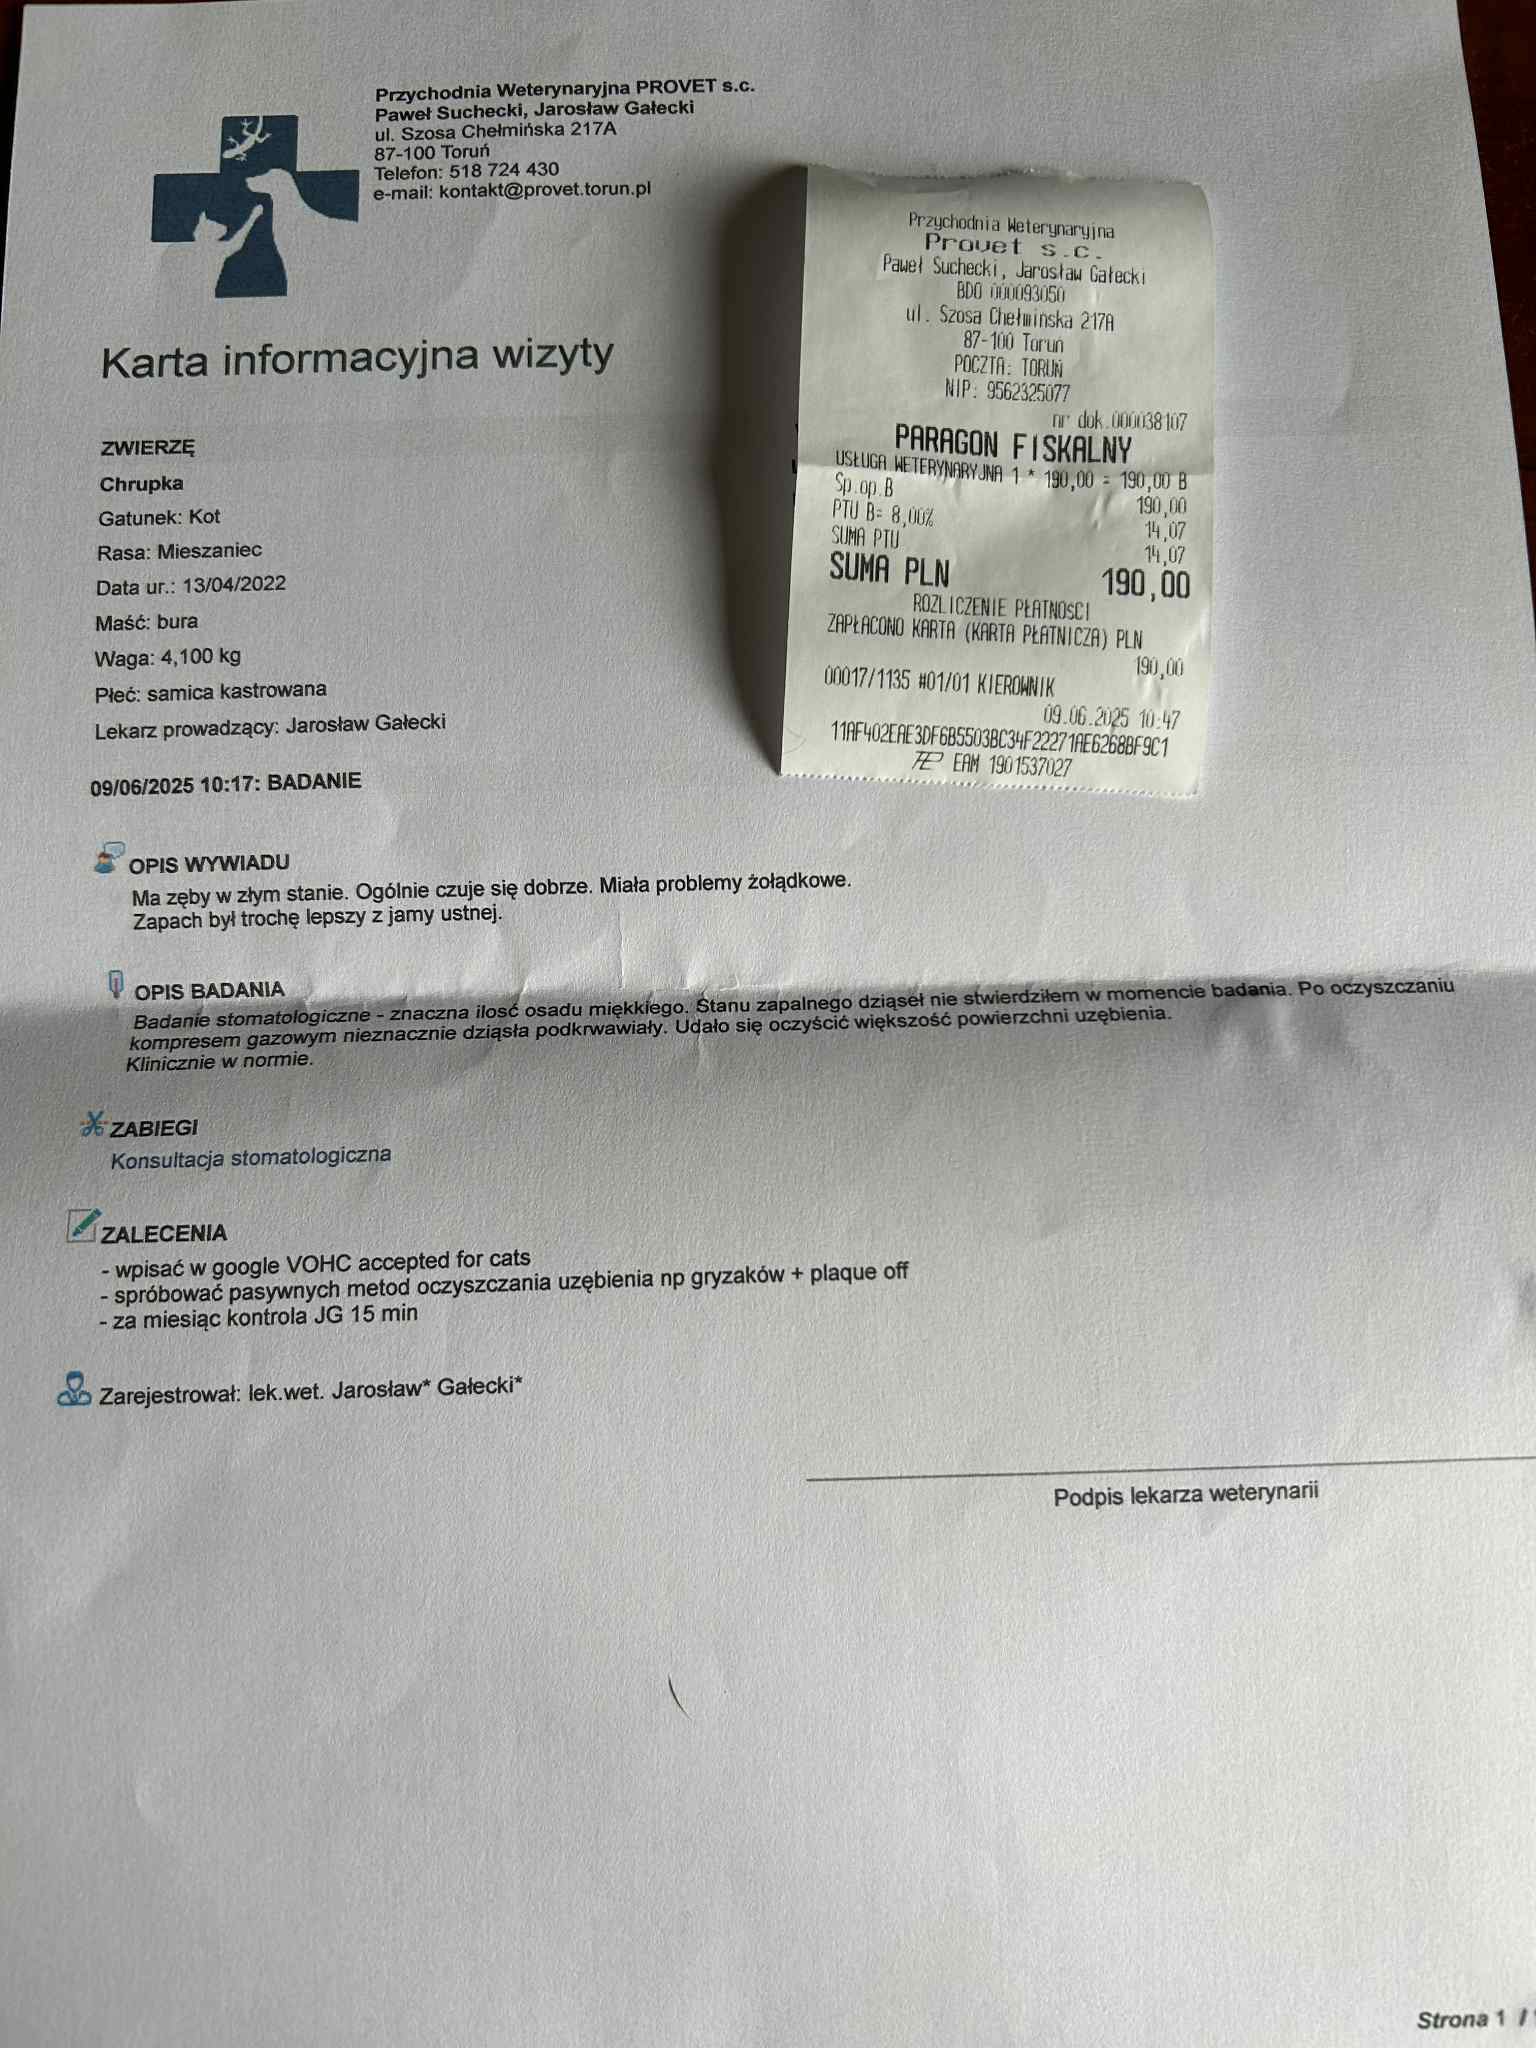 Przychodnia Weterynaryjna PROVET s.c.
Paweł Suchecki, Jarosław Gałecki
ul. Szosa Chełmińska 217A
87-100 Toruń
Telefon: 518 724 430
e-mail: kontakt@provet.torun.pl
Karta informacyjna wizyty
ZWIERZĘ
Chrupka
Gatunek: Kot
Rasa: Mieszaniec
Data ur.: 13/04/2022
Maść: bura
Waga: 4,100 kg
Płeć: samica kastrowana
Lekarz prowadzący: Jarosław Gałecki
Przychodnia Weterynaryjna
Provet s.c.
Paweł Suchecki, Jarosław Gałecki
BDO 000093050
ul. Szosa Chełmińska 217A
87-100 Toruń
POCZTA: TORUŃ
NIP: 9562325077
nr dok.000038107
PARAGON FISKALNY
USŁUGA WETERYNARYJNA 1 * 190,00 = 190,00 B
Sp.op.B 190,00
PTU B= 8,00% 14,07
SUMA PTU 14,07
SUMA PLN 190,00
ROZLICZENIE PŁATNOŚCI
ZAPŁACONO KARTA (KARTA PŁATNICZA) PLN
190,00
00017/1135 #01/01 KIEROWNIK
09.06.2025 10:47
11AF402EAE3DF6B5503BC34F22271AE6268BF9C1
EAM 1901537027
09/06/2025 10:17: BADANIE
OPIS WYWIADU
Ma zęby w złym stanie. Ogólnie czuje się dobrze. Miała problemy żołądkowe.
Zapach był trochę lepszy z jamy ustnej.
OPIS BADANIA
Badanie stomatologiczne - znaczna ilość osadu miękkiego. Stanu zapalnego dziąseł nie stwierdziłem w momencie badania. Po oczyszczaniu
kompresem gazowym nieznacznie dziąsła podkrwawiały. Udało się oczyścić większość powierzchni uzębienia.
Klinicznie w normie.
ZABIEGI
Konsultacja stomatologiczna
ZALECENIA
- wpisać w google VOHC accepted for cats
- spróbować pasywnych metod oczyszczania uzębienia np gryzaków + plaque off
- za miesiąc kontrola JG 15 min
Zarejestrował: lek.wet. Jarosław* Gałecki*
Podpis lekarza weterynarii
Strona 1 /